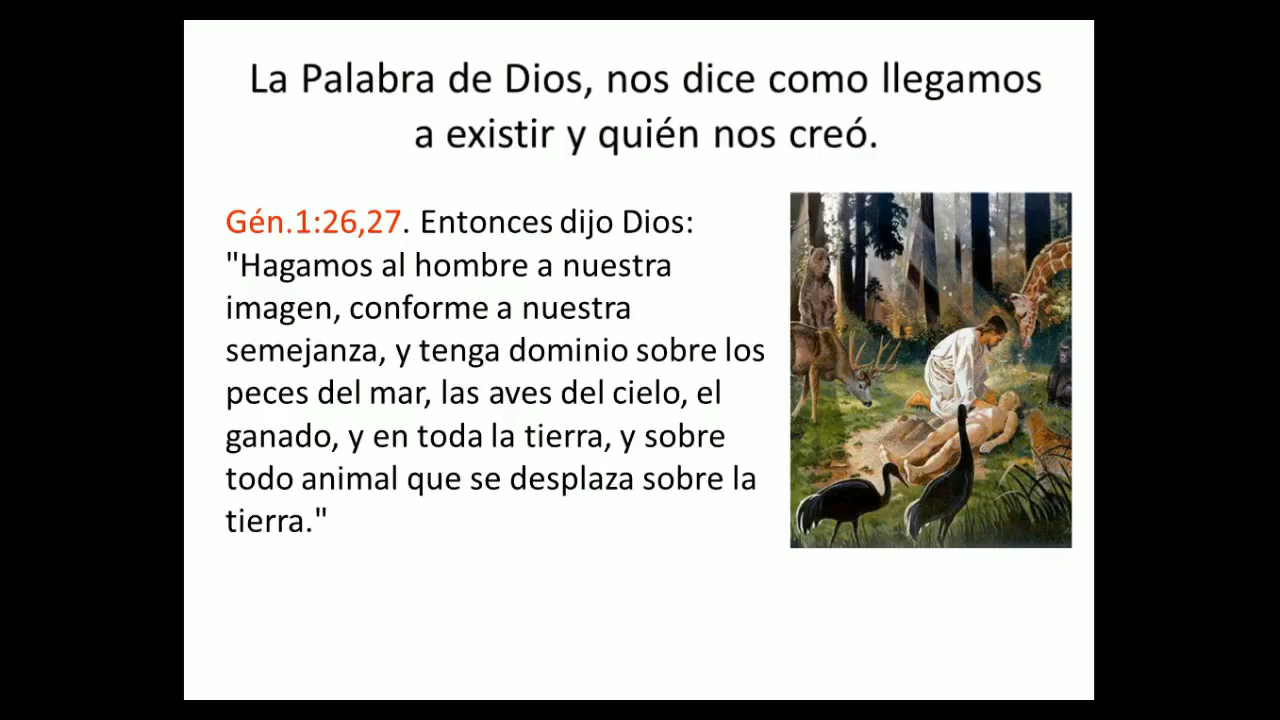 La Palabra de Dios, nos dice como llegamos
a existir y quién nos creó.
Gén.1:26,27. Entonces dijo Dios:
"Hagamos al hombre a nuestra
imagen, conforme a nuestra
semejanza, y tenga dominio sobre los
peces del mar, las aves del cielo, el
ganado, y en toda la tierra, y sobre
todo animal que se desplaza sobre la
tierra."